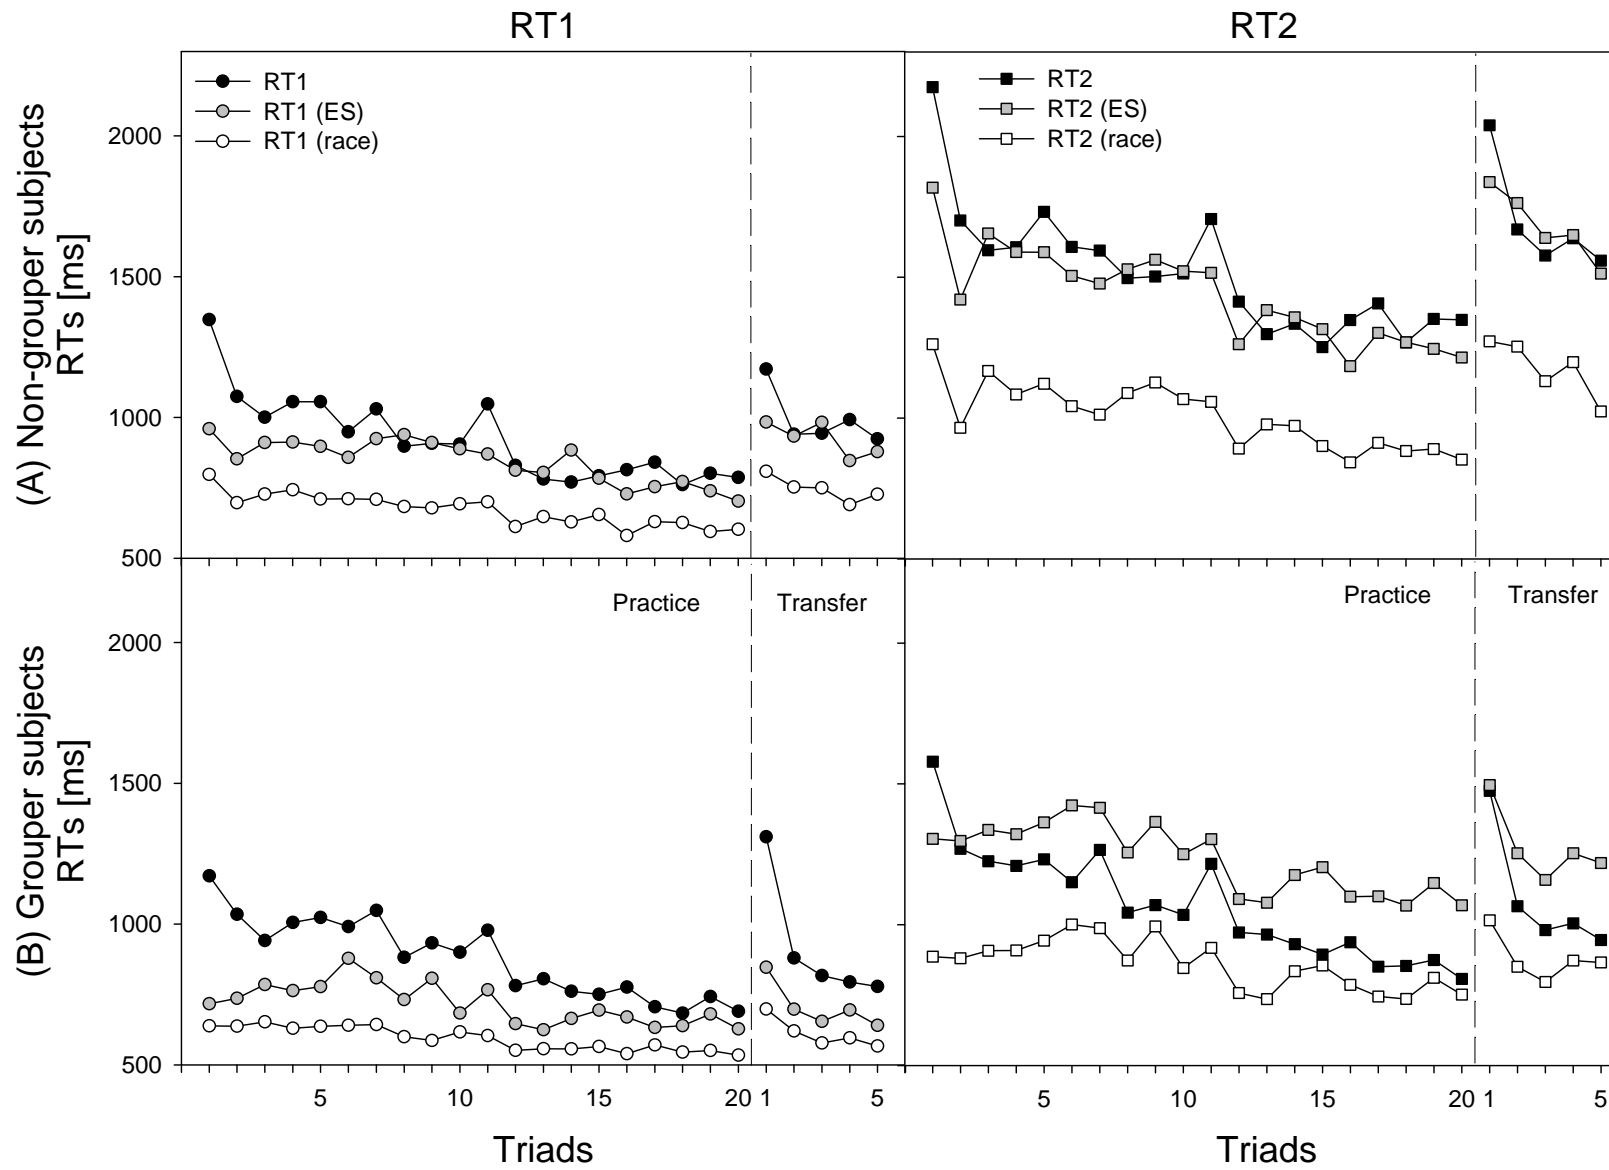 RT1
RT2
RT1
RT1 (ES)
RT1 (race)
RT2
RT2 (ES)
RT2 (race)
(A) Non-grouper subjects
RTs [ms]
2000
1500
1000
500
Practice
Transfer
Practice
Transfer
(B) Grouper subjects
RTs [ms]
2000
1500
1000
500
5 10 15 20 1 5
5 10 15 20 1 5
Triads
Triads